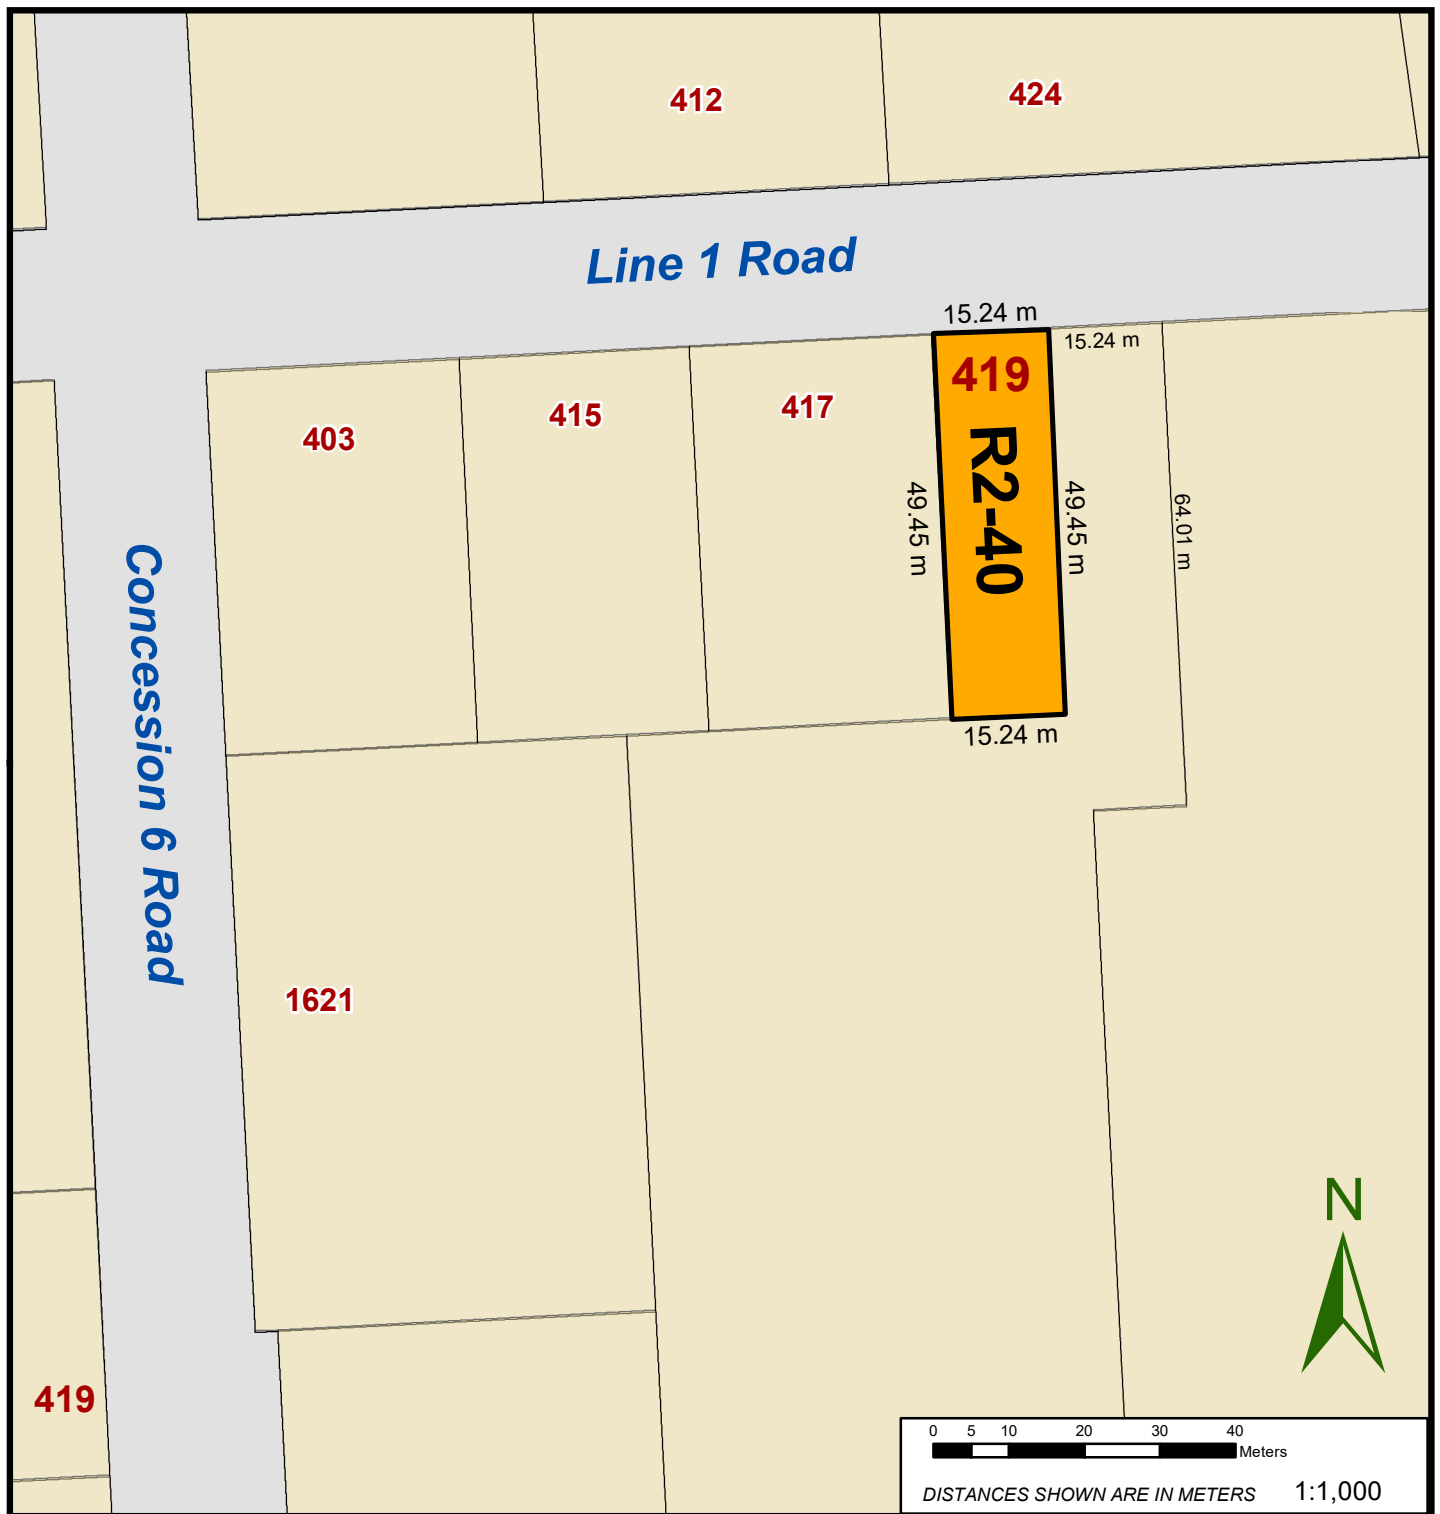 412
424
Line 1 Road
15.24 m
15.24 m
419
403
415
417
R2-40
49.45 m
49.45 m
64.01 m
Concession 6 Road
15.24 m
1621
N
419
0 5 10 20 30 40
Meters
DISTANCES SHOWN ARE IN METERS 1:1,000